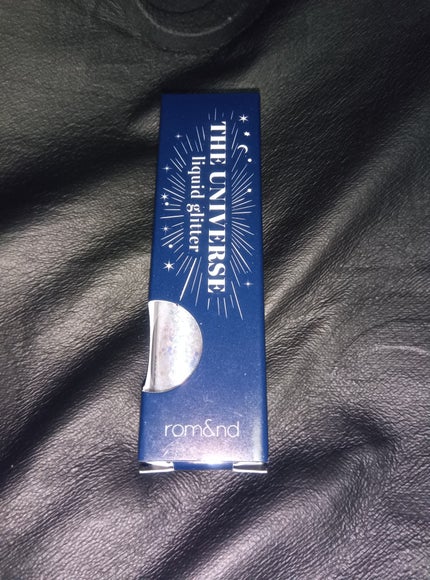 THE UNIVERSE
liquid glitter
rom&nd